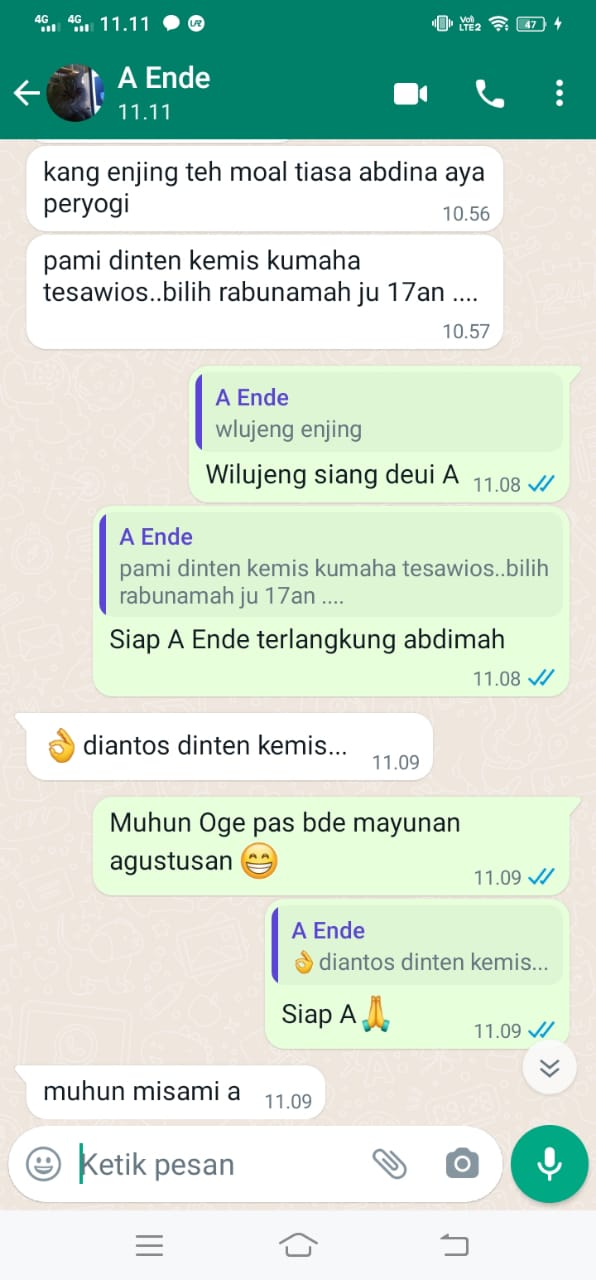 4G 4G 11.11 Voli LTE2 47
A Ende
11.11
kang enjing teh moal tiasa abdina aya
peryogi
10.56
pami dinten kemis kumaha
tesawios..bilih rabunamah ju 17an ....
10.57
A Ende
wlujeng enjing
Wilujeng siang deui A 11.08
A Ende
pami dinten kemis kumaha tesawios..bilih
rabunamah ju 17an ....
Siap A Ende terlangkung abdimah
11.08
👌 diantos dinten kemis... 11.09
Muhun Oge pas bde mayunan
agustusan 😁
11.09
A Ende
👌 diantos dinten kemis...
Siap A 🙏 11.09
muhun misami a 11.09
Ketik pesan